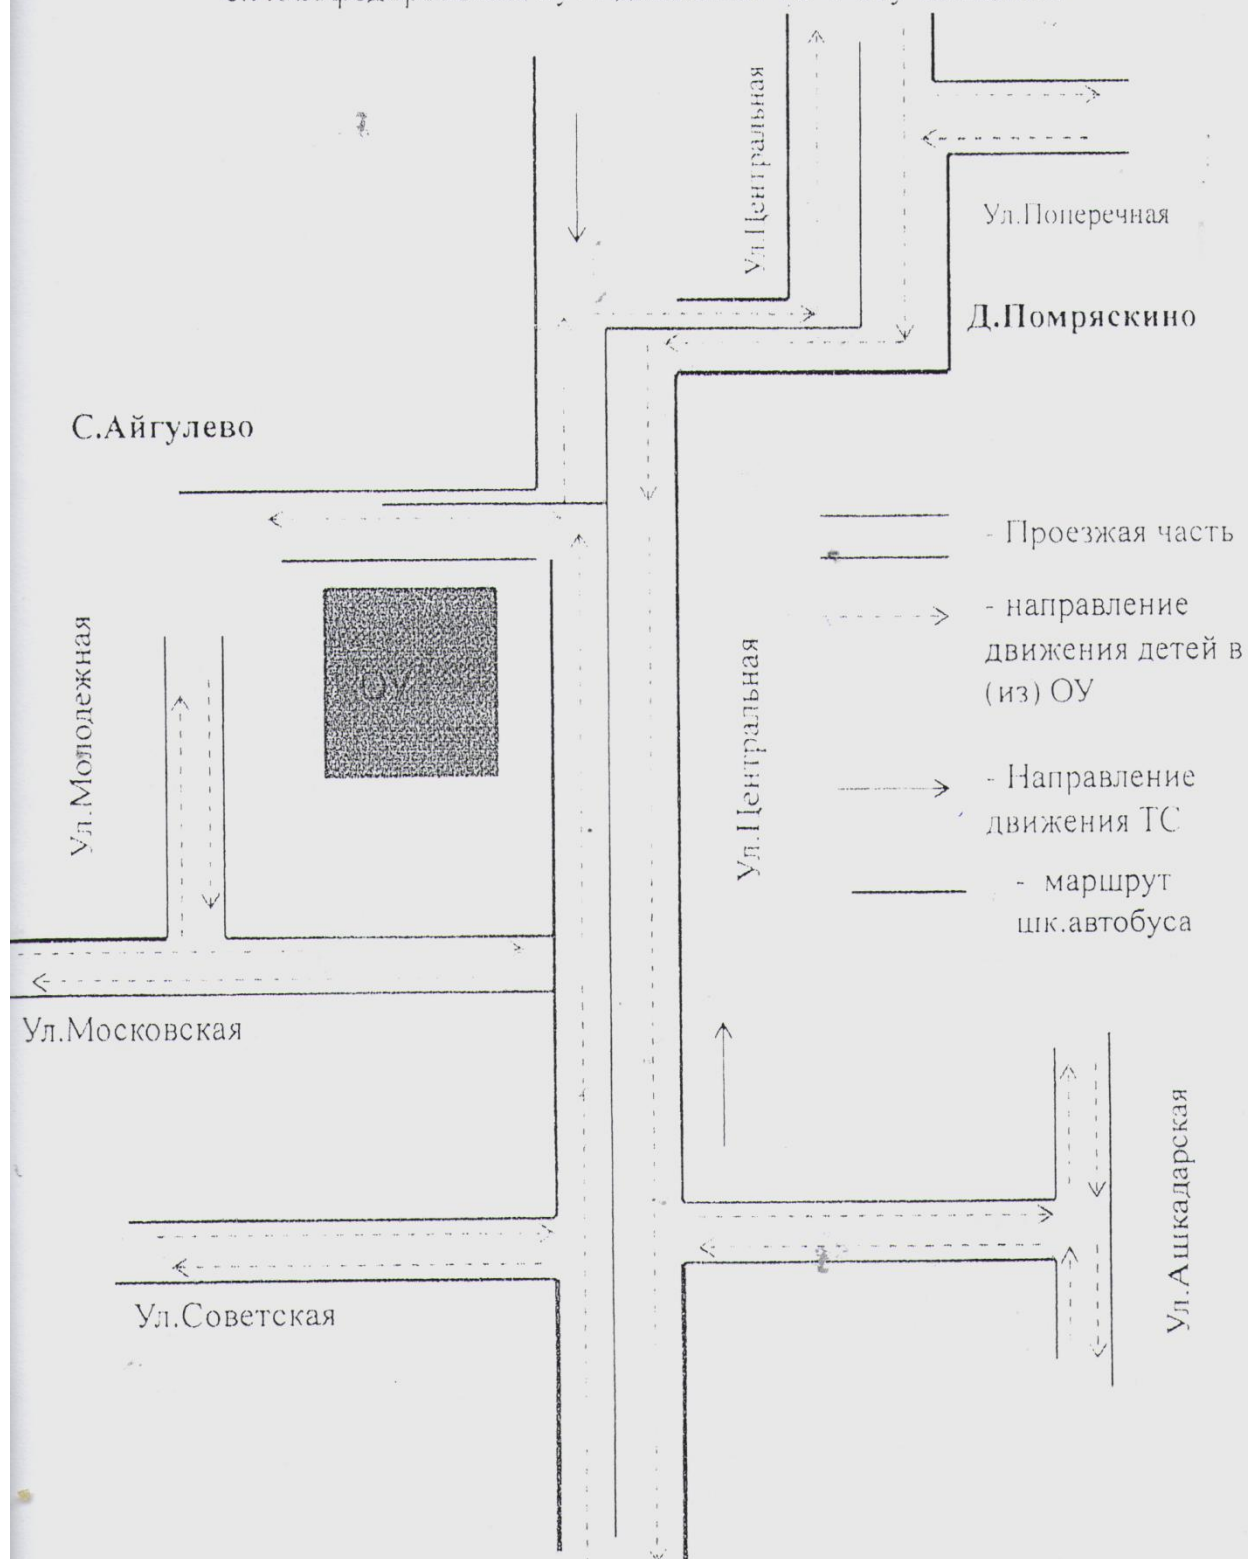 Ул.Центральная
Ул.Поперечная
Д.Помряскино
С.Айгулево
- Проезжая часть
- направление
движения детей в
(из) ОУ
Ул.Молодежная
ОУ
Ул.Центральная
- Направление
движения ТС
- маршрут
шк.автобуса
Ул.Московская
Ул.Ашкадарская
Ул.Советская